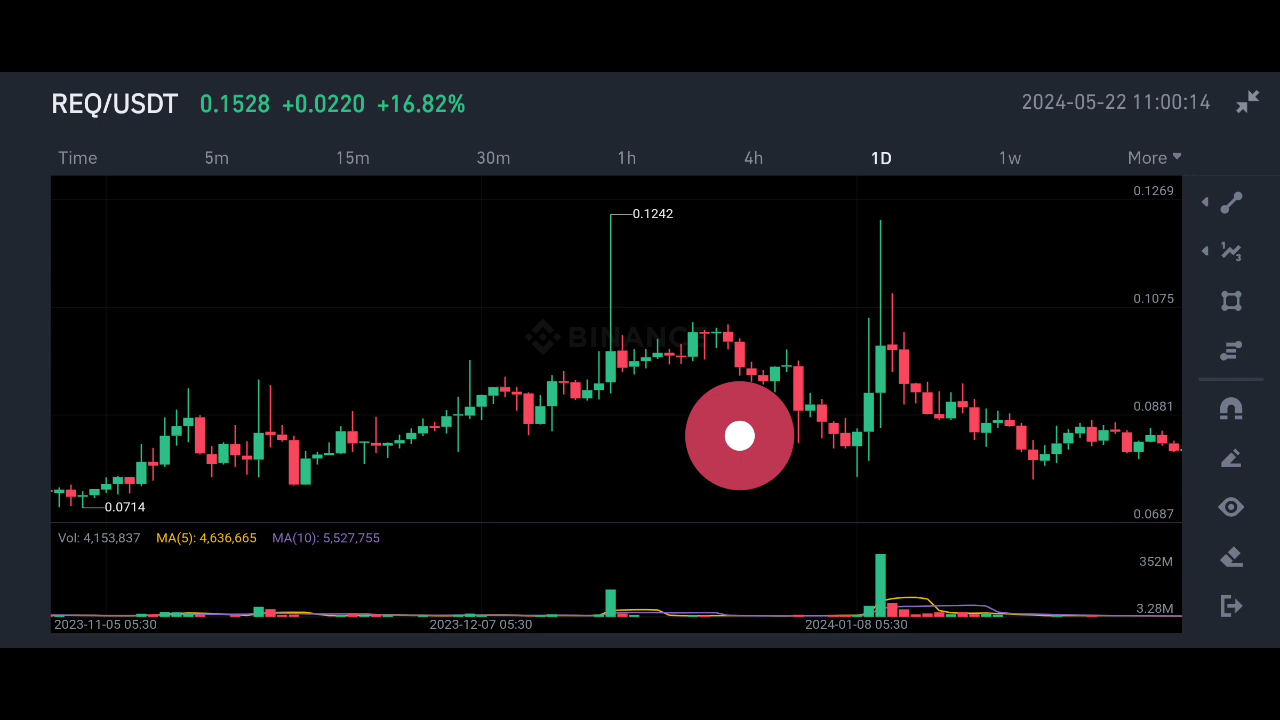 REQ/USDT 0.1528 +0.0220 +16.82% 2024-05-22 11:00:14
Time 5m 15m 30m 1h 4h 1D 1w More
0.1269
0.1242
0.1075
BINANCE
0.0881
0.0714
0.0687
Vol: 4,153,837 MA(5): 4,636,665 MA(10): 5,527,755
352M
3.28M
2023-11-05 05:30 2023-12-07 05:30 2024-01-08 05:30